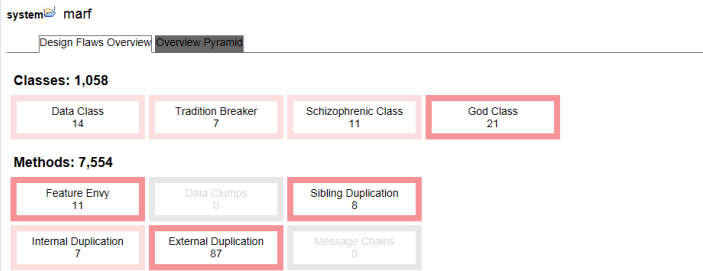 system marf
Design Flaws Overview Overview Pyramid
Classes: 1,058
Data Class Tradition Breaker Schizophrenic Class God Class
14 7 11 21
Methods: 7,554
Feature Envy Data Clumps Sibling Duplication
11 0 8
Internal Duplication External Duplication Message Chains
7 87 0